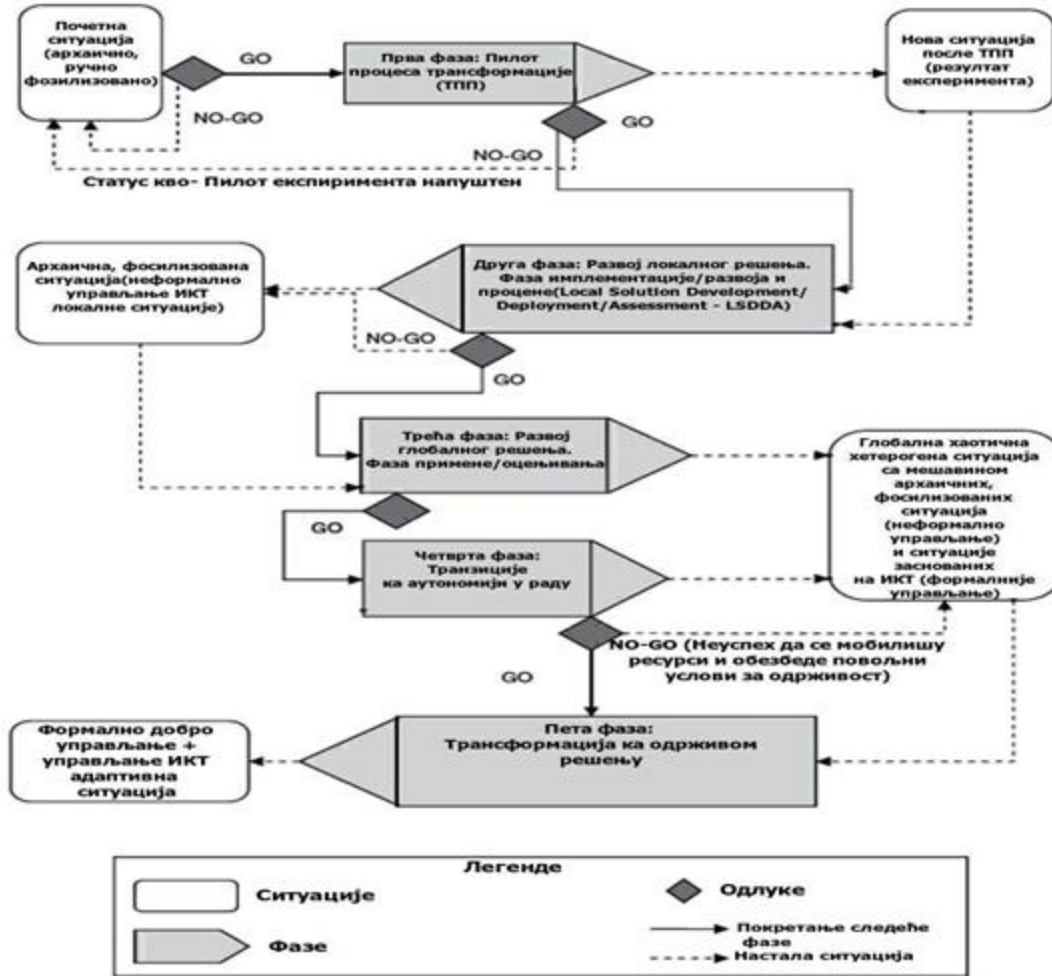 Почетна
ситуација
(архаично,
ручно
фозилизовано)
GO
NO-GO
Прва фаза: Пилот
процеса трансформације
(ТПП)
GO
NO-GO
Нова ситуација
после ТПП
(резултат
експеримента)
Статус кво- Пилот експиримента напуштен
Архаична, фосилизована
ситуација(неформално
управљање ИКТ
локалне ситуације)
Друга фаза: Развој локалног решења.
Фаза имплементације/развоја и
процене(Local Solution Development/
Deployment/Assessment - LSDDA)
NO-GO
GO
Трећа фаза: Развој
глобалног решења.
Фаза примене/оцењивања
GO
Глобална хаотична
хетерогена ситуација
са мешавином
архаичних,
фосилизованих
ситуација
(неформално
управљање)
и ситуације
заснованих
на ИКТ (формалније
управљање)
Четврта фаза:
Транзиције
ка аутономији у раду
NO-GO (Неуспех да се мобилишу
ресурси и обезбеде повољни
услови за одрживост)
GO
Формално добро
управљање +
управљање ИКТ
адаптивна
ситуација
Пета фаза:
Трансформација ка одрживом
решењу
Легенде
Ситуације
Одлуке
Фазе
Покретање следеће
фазе
Настала ситуација